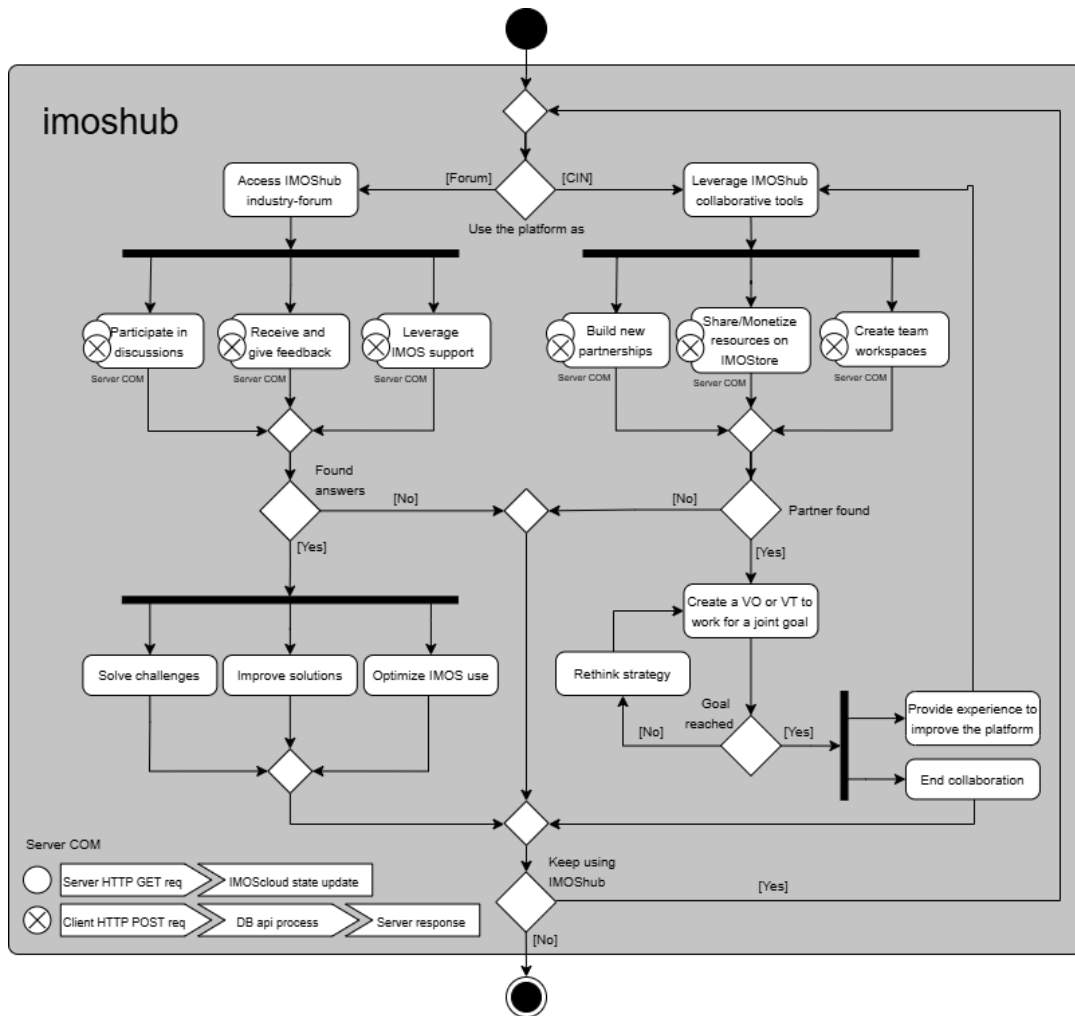 imoshub
Access IMOShub
industry-forum
[Forum]
[CIN]
Leverage IMOShub
collaborative tools
Use the platform as
Participate in
discussions
Server COM
Receive and
give feedback
Server COM
Leverage
IMOS support
Server COM
Build new
partnerships
Server COM
Share/Monetize
resources on
IMOStore
Server COM
Create team
workspaces
Server COM
Found
answers
[No]
[No]
Partner found
[Yes]
[Yes]
Create a VO or VT to
work for a joint goal
Solve challenges
Improve solutions
Optimize IMOS use
Rethink strategy
Goal
reached
[No]
[Yes]
Provide experience to
improve the platform
End collaboration
Server COM
Server HTTP GET req
IMOScloud state update
Client HTTP POST req
DB api process
Server response
Keep using
IMOShub
[Yes]
[No]